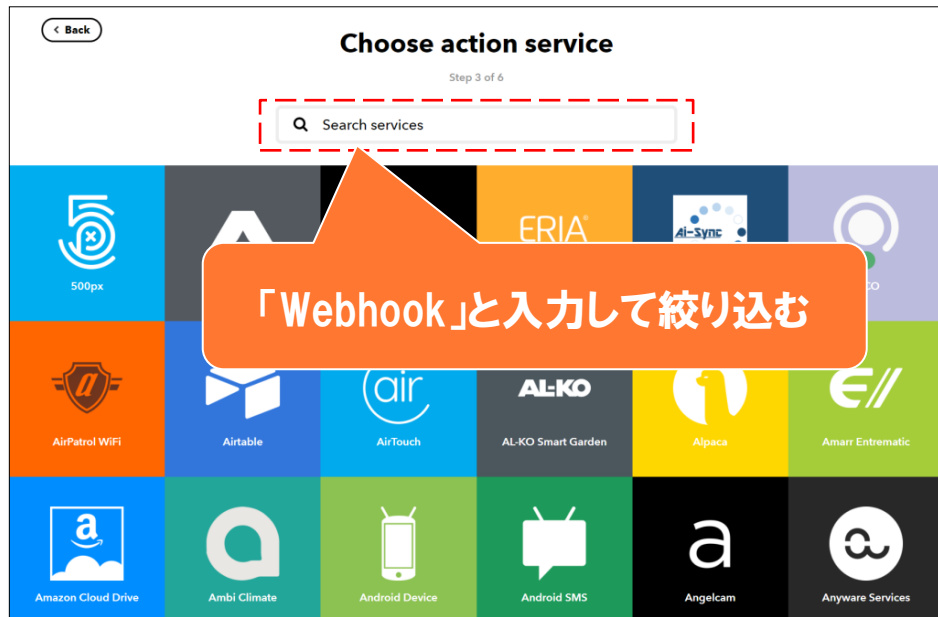 < Back
Choose action service
Step 3 of 6
Search services
500px
ERIA
Ai-Sync
CO
「Webhook」と入力して絞り込む
AirPatrol WiFi
Airtable
air
AirTouch
AL-KO
AL-KO Smart Garden
Alpaca
Amarr Entrematic
a
Amazon Cloud Drive
Ambi Climate
Android Device
Android SMS
a
Angelcam
Anyware Services